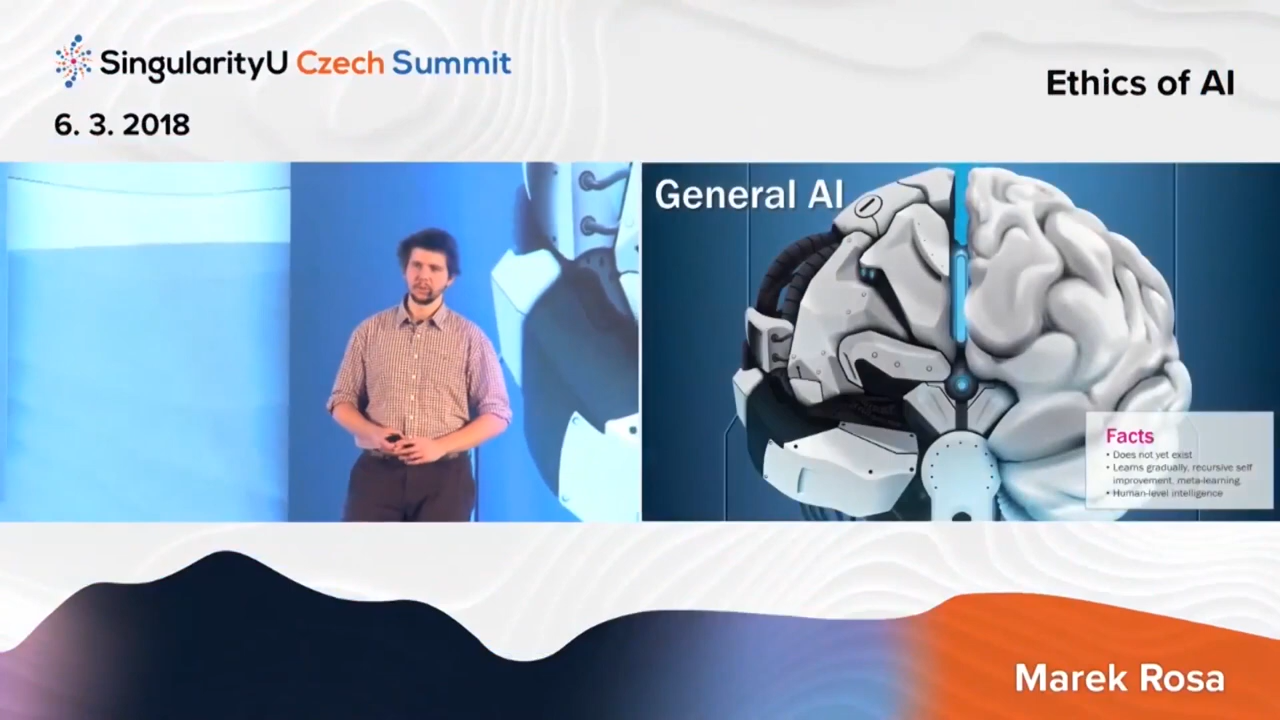 SingularityU Czech Summit
6. 3. 2018
Ethics of AI
General AI
Facts
• Does not yet exist
• Learns gradually, recursive self
improvement, meta-learning,
• Human-level intelligence
Marek Rosa